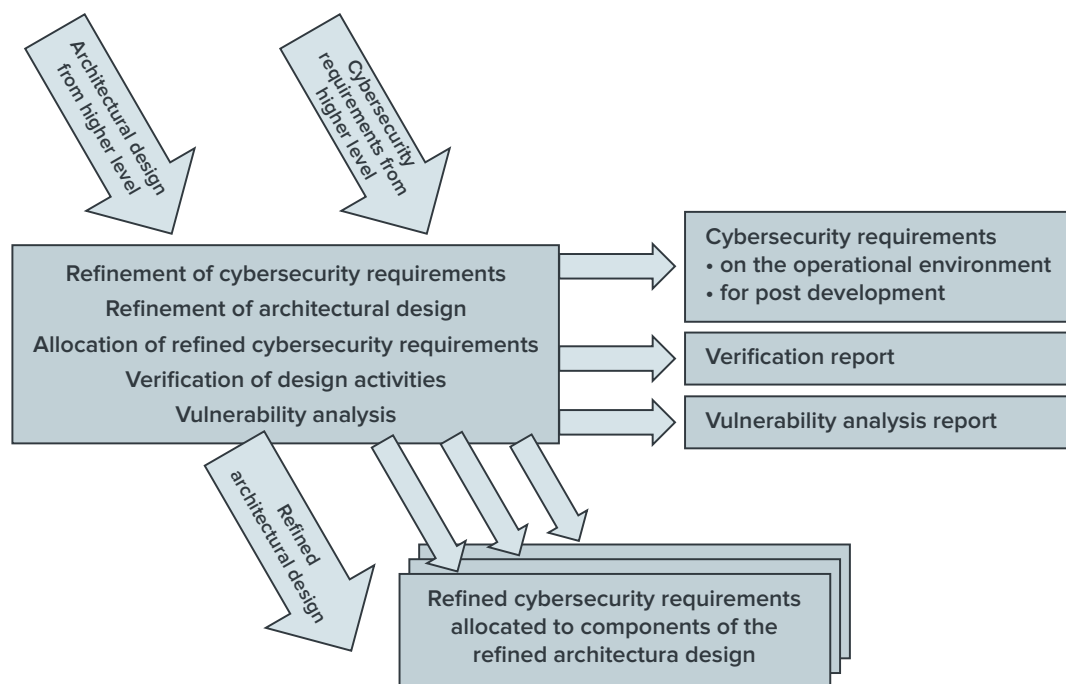 Architectural design
from higher level
Cybersecurity
requirements from
higher level
Refinement of cybersecurity requirements
Refinement of architectural design
Allocation of refined cybersecurity requirements
Verification of design activities
Vulnerability analysis
Cybersecurity requirements
• on the operational environment
• for post development
Verification report
Vulnerability analysis report
Refined
architectural design
Refined cybersecurity requirements
allocated to components of the
refined architectura design